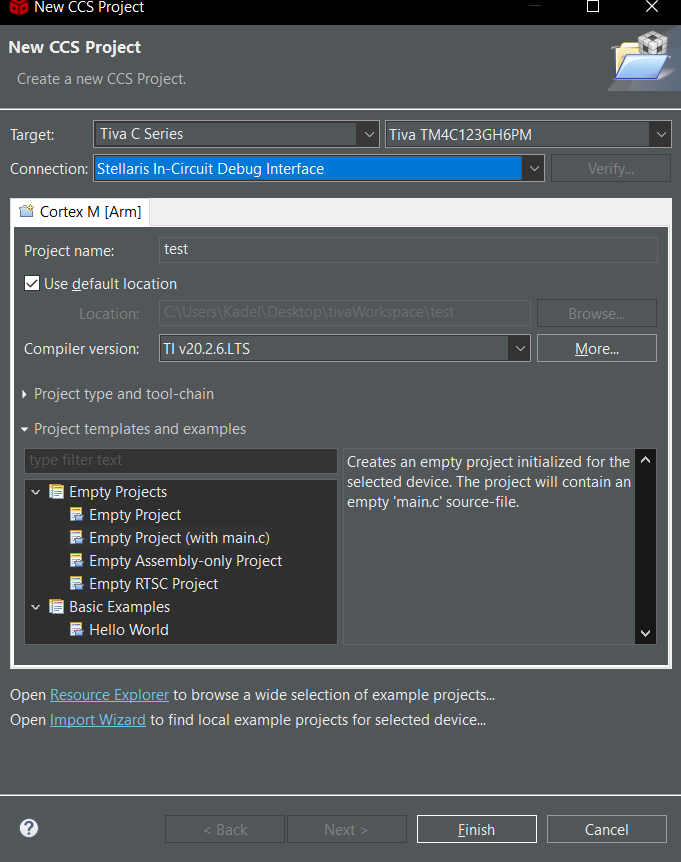 New CCS Project
New CCS Project
Create a new CCS Project.
Target: Tiva C Series Tiva TM4C123GH6PM
Connection: Stellaris In-Circuit Debug Interface Verify...
Cortex M [Arm]
Project name: test
Use default location
Location: C:\Users\Kadel\Desktop\tivaWorkspace\test Browse...
Compiler version: TI v20.2.6.LTS More...
Project type and tool-chain
Project templates and examples
type filter text
Empty Projects
Empty Project
Empty Project (with main.c)
Empty Assembly-only Project
Empty RTSC Project
Basic Examples
Hello World
Creates an empty project initialized for the
selected device. The project will contain an
empty 'main.c' source-file.
Open Resource Explorer to browse a wide selection of example projects...
Open Import Wizard to find local example projects for selected device...
? < Back Next > Finish Cancel